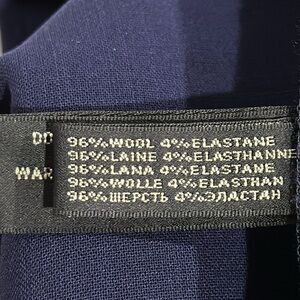 DO
WAR
96%WOOL 4%ELASTANE
96%LAINE 4%ELASTHANNE
96%LANA 4%ELASTANE
96%WOLLE 4%ELASTHAN
96%ШЕРСТЬ 4%ЭЛАСТАН